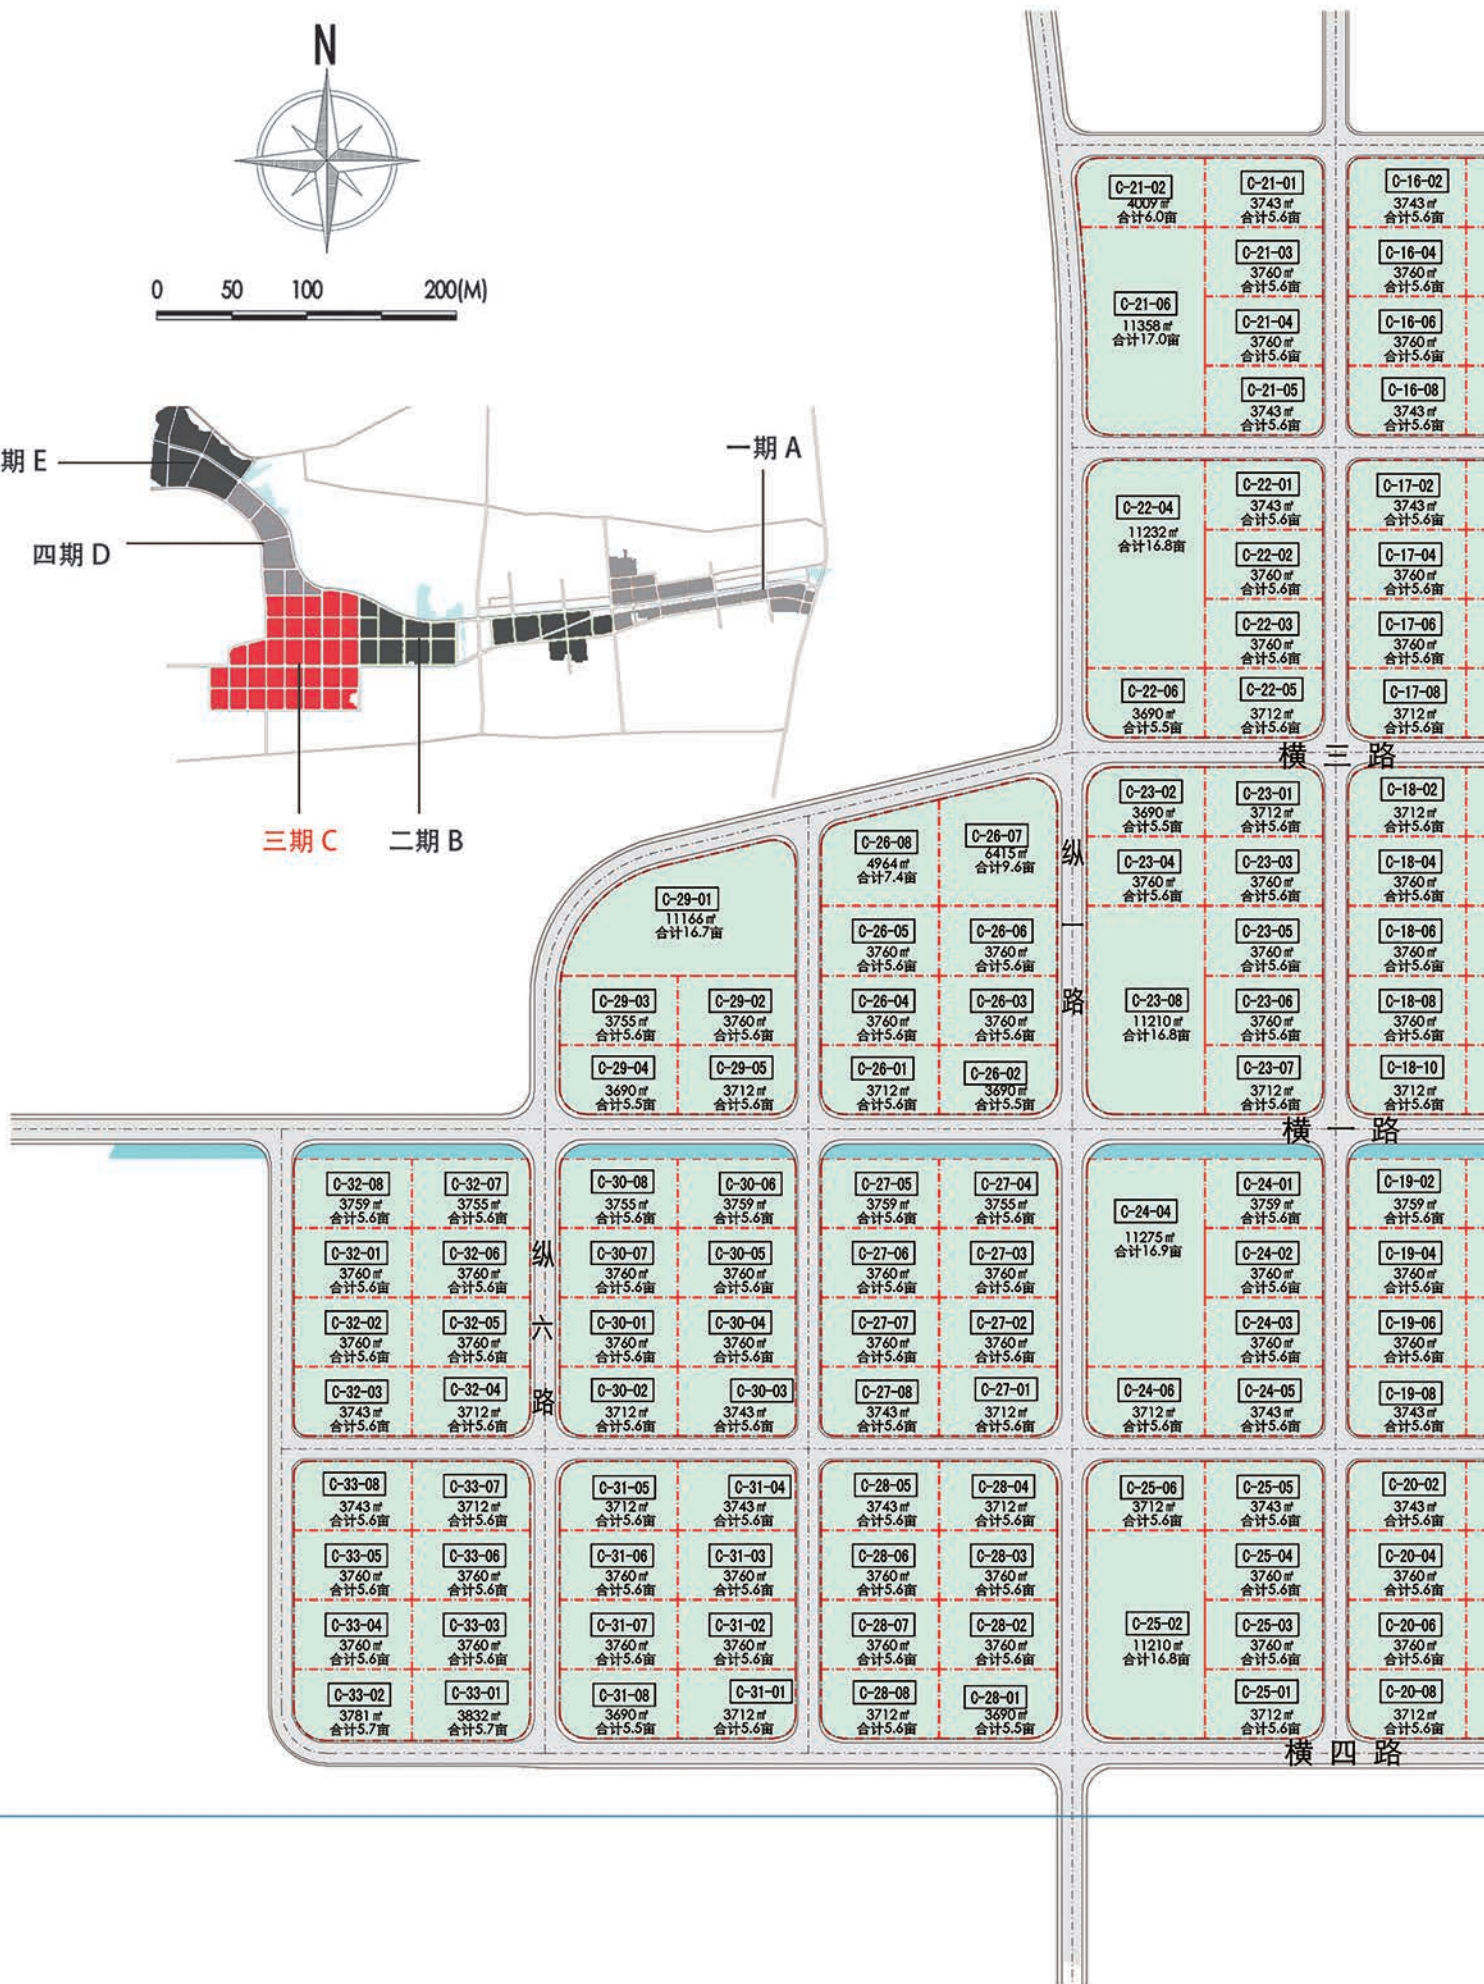 N
0 50 100 200(M)
期 E
四期 D
一期 A
三期 C
二期 B
C-21-02
4009㎡
合计6.0亩
C-21-01
3743㎡
合计5.6亩
C-16-02
3743㎡
合计5.6亩
C-21-03
3760㎡
合计5.6亩
C-16-04
3760㎡
合计5.6亩
C-21-06
11358㎡
合计17.0亩
C-21-04
3760㎡
合计5.6亩
C-16-06
3760㎡
合计5.6亩
C-21-05
3743㎡
合计5.6亩
C-16-08
3743㎡
合计5.6亩
C-22-04
11232㎡
合计16.8亩
C-22-01
3743㎡
合计5.6亩
C-17-02
3743㎡
合计5.6亩
C-22-02
3760㎡
合计5.6亩
C-17-04
3760㎡
合计5.6亩
C-22-03
3760㎡
合计5.6亩
C-17-06
3760㎡
合计5.6亩
C-22-06
3690㎡
合计5.5亩
C-22-05
3712㎡
合计5.6亩
C-17-08
3712㎡
合计5.6亩
横三路
C-23-02
3690㎡
合计5.5亩
C-23-01
3712㎡
合计5.6亩
C-18-02
3712㎡
合计5.6亩
C-26-08
4964㎡
合计7.4亩
C-26-07
6415㎡
合计9.6亩
纵一路
C-23-04
3760㎡
合计5.6亩
C-23-03
3760㎡
合计5.6亩
C-18-04
3760㎡
合计5.6亩
C-29-01
11166㎡
合计16.7亩
C-26-05
3760㎡
合计5.6亩
C-26-06
3760㎡
合计5.6亩
C-23-05
3760㎡
合计5.6亩
C-18-06
3760㎡
合计5.6亩
C-29-03
3755㎡
合计5.6亩
C-29-02
3760㎡
合计5.6亩
C-26-04
3760㎡
合计5.6亩
C-26-03
3760㎡
合计5.6亩
C-23-08
11210㎡
合计16.8亩
C-23-06
3760㎡
合计5.6亩
C-18-08
3760㎡
合计5.6亩
C-29-04
3690㎡
合计5.5亩
C-29-05
3712㎡
合计5.6亩
C-26-01
3712㎡
合计5.6亩
C-26-02
3690㎡
合计5.5亩
C-23-07
3712㎡
合计5.6亩
C-18-10
3712㎡
合计5.6亩
横一路
C-32-08
3759㎡
合计5.6亩
C-32-07
3755㎡
合计5.6亩
C-30-08
3755㎡
合计5.6亩
C-30-06
3759㎡
合计5.6亩
C-27-05
3759㎡
合计5.6亩
C-27-04
3755㎡
合计5.6亩
C-24-04
11275㎡
合计16.9亩
C-24-01
3759㎡
合计5.6亩
C-19-02
3759㎡
合计5.6亩
C-32-01
3760㎡
合计5.6亩
C-32-06
3760㎡
合计5.6亩
纵六路
C-30-07
3760㎡
合计5.6亩
C-30-05
3760㎡
合计5.6亩
C-27-06
3760㎡
合计5.6亩
C-27-03
3760㎡
合计5.6亩
C-24-02
3760㎡
合计5.6亩
C-19-04
3760㎡
合计5.6亩
C-32-02
3760㎡
合计5.6亩
C-32-05
3760㎡
合计5.6亩
C-30-01
3760㎡
合计5.6亩
C-30-04
3760㎡
合计5.6亩
C-27-07
3760㎡
合计5.6亩
C-27-02
3760㎡
合计5.6亩
C-24-03
3760㎡
合计5.6亩
C-19-06
3760㎡
合计5.6亩
C-32-03
3743㎡
合计5.6亩
C-32-04
3712㎡
合计5.6亩
C-30-02
3712㎡
合计5.6亩
C-30-03
3743㎡
合计5.6亩
C-27-08
3743㎡
合计5.6亩
C-27-01
3712㎡
合计5.6亩
C-24-06
3712㎡
合计5.6亩
C-24-05
3743㎡
合计5.6亩
C-19-08
3743㎡
合计5.6亩
C-33-08
3743㎡
合计5.6亩
C-33-07
3712㎡
合计5.6亩
C-31-05
3712㎡
合计5.6亩
C-31-04
3743㎡
合计5.6亩
C-28-05
3743㎡
合计5.6亩
C-28-04
3712㎡
合计5.6亩
C-25-06
3712㎡
合计5.6亩
C-25-05
3743㎡
合计5.6亩
C-20-02
3743㎡
合计5.6亩
C-33-05
3760㎡
合计5.6亩
C-33-06
3760㎡
合计5.6亩
C-31-06
3760㎡
合计5.6亩
C-31-03
3760㎡
合计5.6亩
C-28-06
3760㎡
合计5.6亩
C-28-03
3760㎡
合计5.6亩
C-25-04
3760㎡
合计5.6亩
C-20-04
3760㎡
合计5.6亩
C-33-04
3760㎡
合计5.6亩
C-33-03
3760㎡
合计5.6亩
C-31-07
3760㎡
合计5.6亩
C-31-02
3760㎡
合计5.6亩
C-28-07
3760㎡
合计5.6亩
C-28-02
3760㎡
合计5.6亩
C-25-02
11210㎡
合计16.8亩
C-25-03
3760㎡
合计5.6亩
C-20-06
3760㎡
合计5.6亩
C-33-02
3781㎡
合计5.7亩
C-33-01
3832㎡
合计5.7亩
C-31-08
3690㎡
合计5.5亩
C-31-01
3712㎡
合计5.6亩
C-28-08
3712㎡
合计5.6亩
C-28-01
3690㎡
合计5.5亩
C-25-01
3712㎡
合计5.6亩
C-20-08
3712㎡
合计5.6亩
横四路